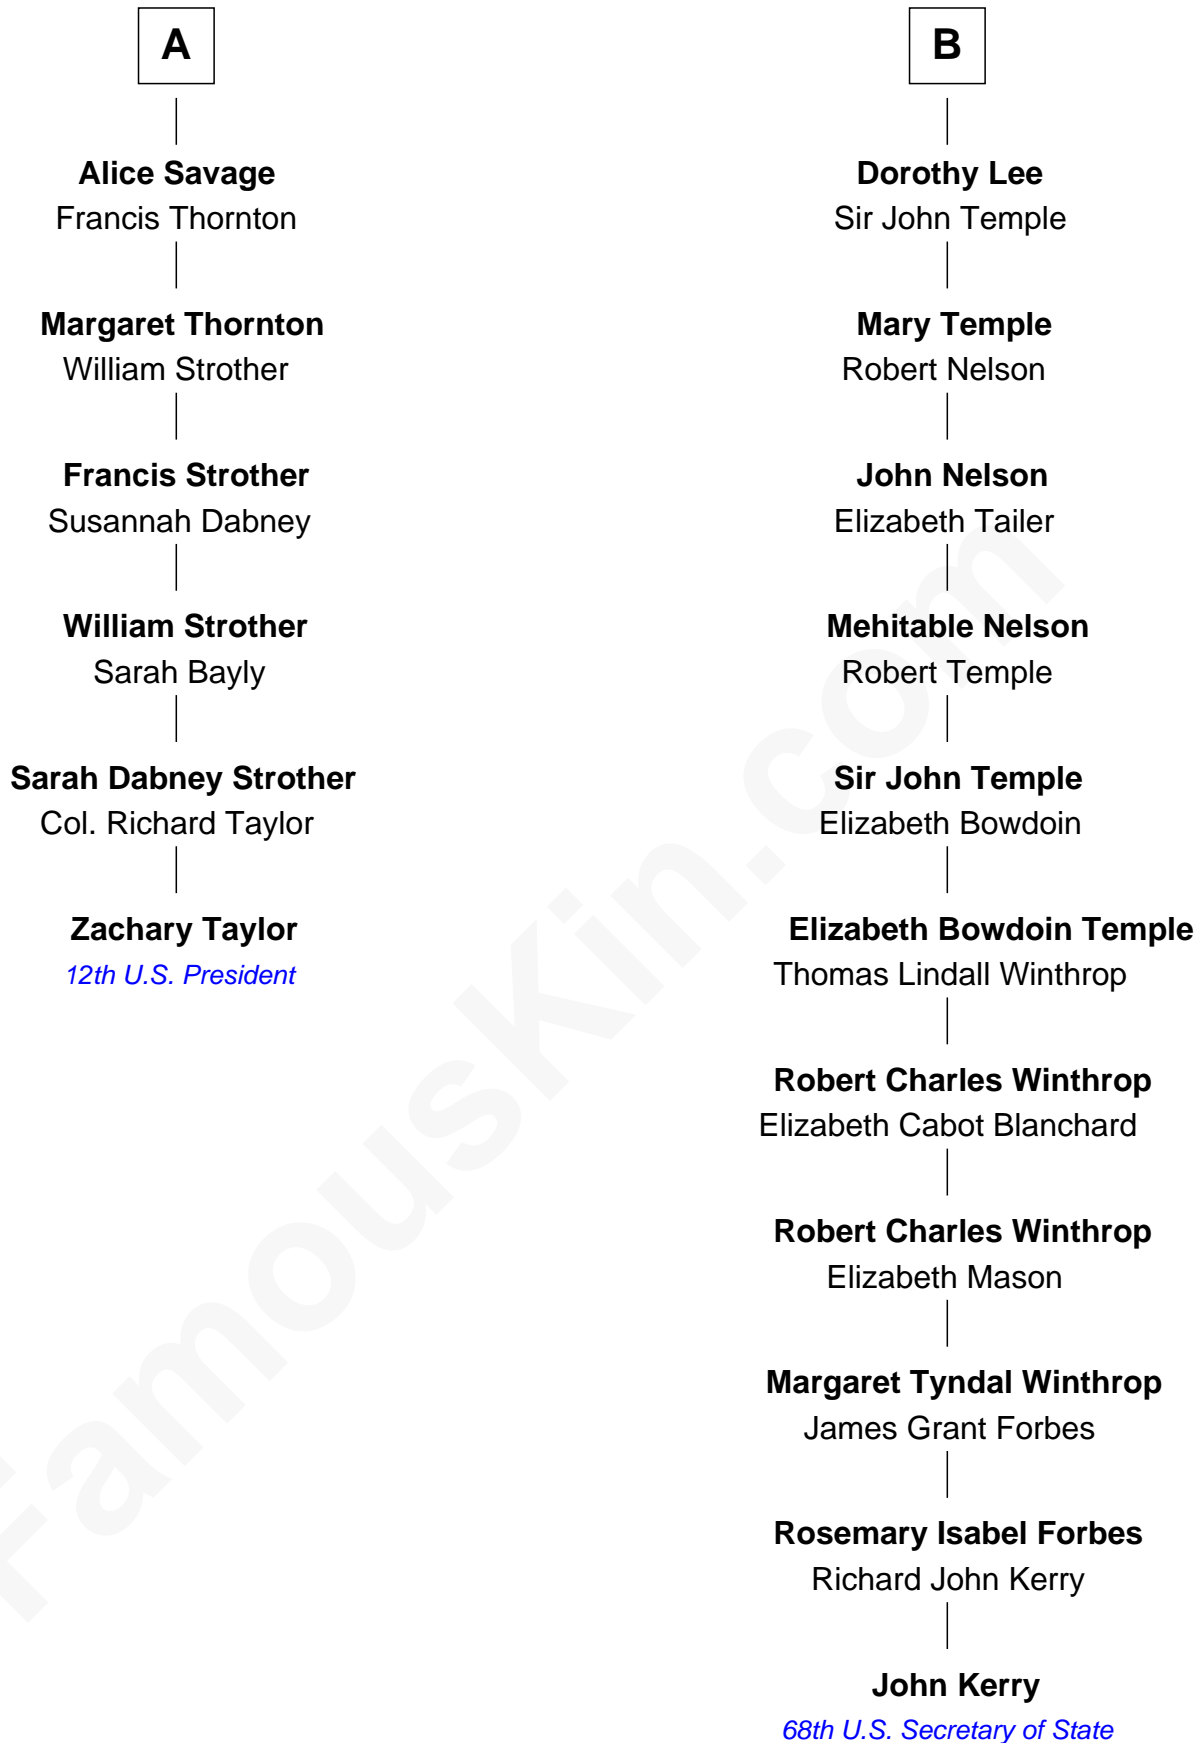 A
Alice Savage
Francis Thornton
Margaret Thornton
William Strother
Francis Strother
Susannah Dabney
William Strother
Sarah Bayly
Sarah Dabney Strother
Col. Richard Taylor
Zachary Taylor
12th U.S. President
B
Dorothy Lee
Sir John Temple
Mary Temple
Robert Nelson
John Nelson
Elizabeth Tailer
Mehitable Nelson
Robert Temple
Sir John Temple
Elizabeth Bowdoin
Elizabeth Bowdoin Temple
Thomas Lindall Winthrop
Robert Charles Winthrop
Elizabeth Cabot Blanchard
Robert Charles Winthrop
Elizabeth Mason
Margaret Tyndal Winthrop
James Grant Forbes
Rosemary Isabel Forbes
Richard John Kerry
John Kerry
68th U.S. Secretary of State
FamousKin.com